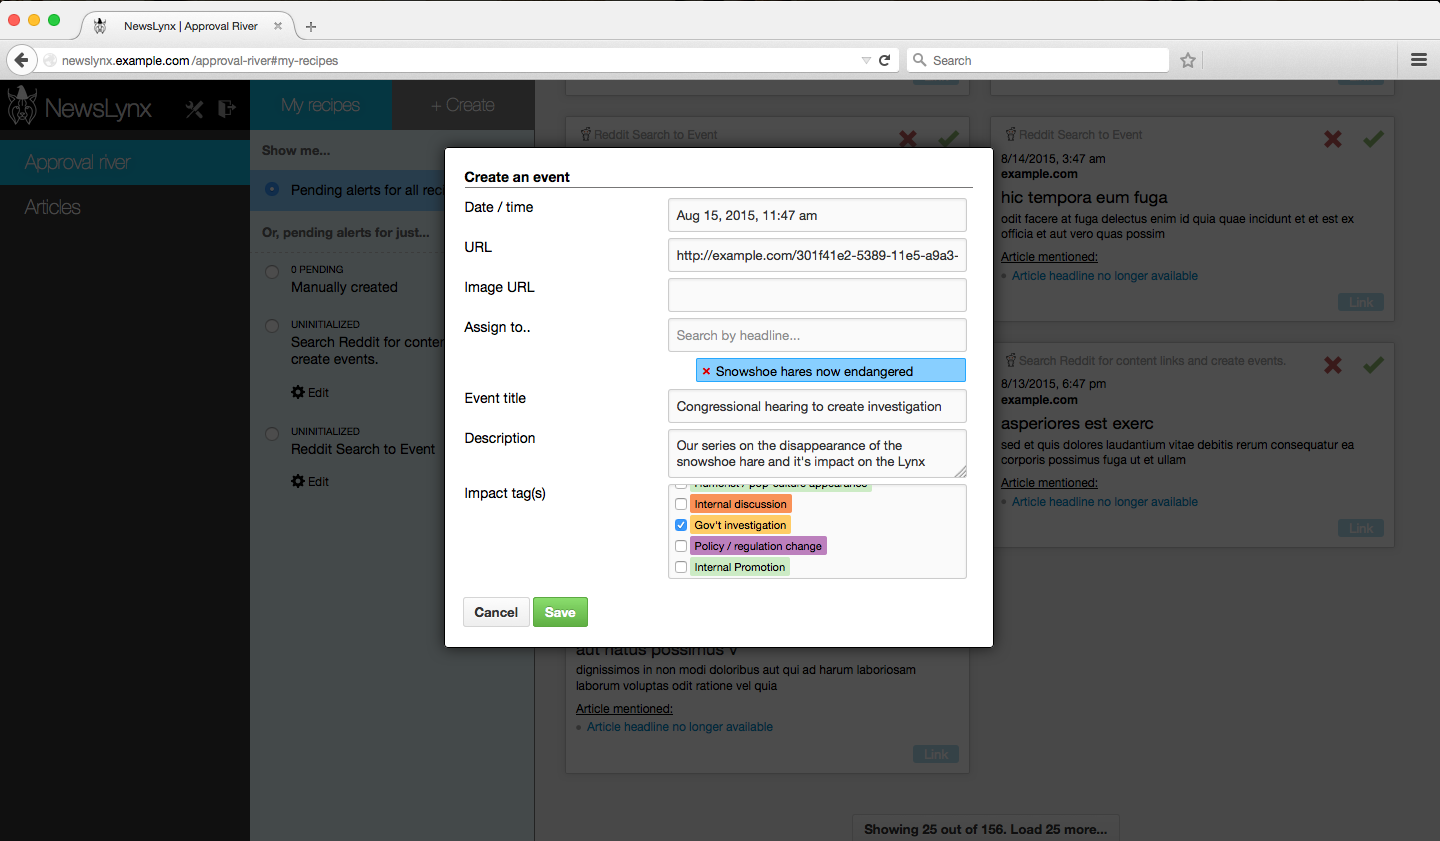 NewsLynx | Approval River
newslynx.example.com/approval-river#my-recipes
Search
NewsLynx
My recipes
+ Create
Approval river
Articles
Show me...
Pending alerts for all reci
Or, pending alerts for just...
0 PENDING
Manually created
UNINITIALIZED
Search Reddit for conten
create events.
Edit
UNINITIALIZED
Reddit Search to Event
Edit
Link
Link
Reddit Search to Event
Reddit Search to Event
8/14/2015, 3:47 am
example.com
hic tempora eum fuga
odit facere at fuga delectus enim id quia quae incidunt et et est ex
officia et aut vero quas possim
Article mentioned:
Article headline no longer available
Link
Search Reddit for content links and create events.
8/13/2015, 6:47 pm
example.com
asperiores est exerc
sed et quis dolores laudantium vitae debitis rerum consequatur ea
corporis possimus fuga ut et ullam
Article mentioned:
Article headline no longer available
Link
Create an event
Date / time
Aug 15, 2015, 11:47 am
URL
http://example.com/301f41e2-5389-11e5-a9a3-
Image URL
Assign to..
Search by headline...
Snowshoe hares now endangered
Event title
Congressional hearing to create investigation
Description
Our series on the disappearance of the
snowshoe hare and it's impact on the Lynx
Impact tag(s)
Internal discussion
Gov't investigation
Policy / regulation change
Internal Promotion
Cancel
Save
aut natus possimus v
dignissimos in non modi doloribus aut qui ad harum laboriosam
laborum voluptas odit ratione vel quia
Article mentioned:
Article headline no longer available
Link
Showing 25 out of 156. Load 25 more...